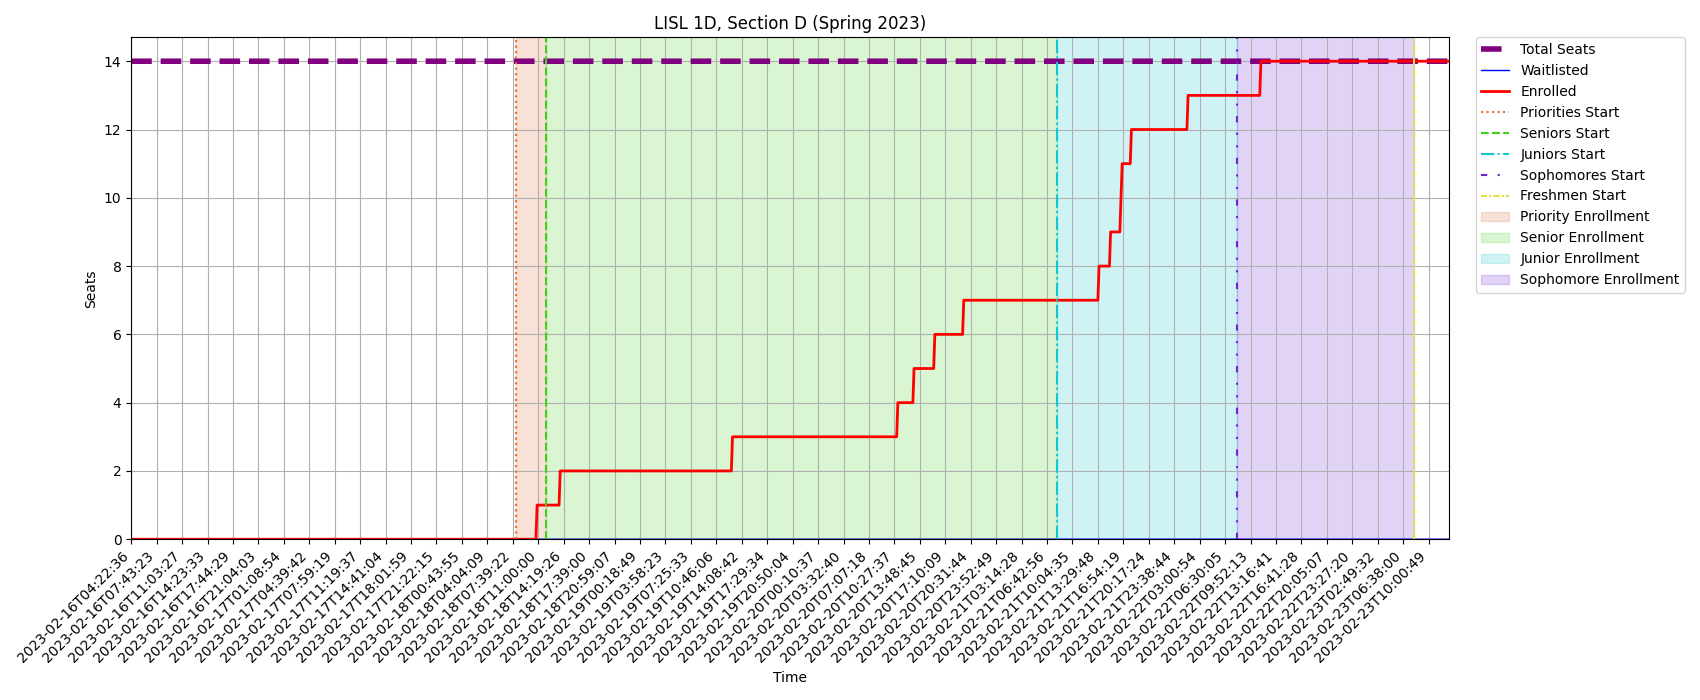 LISL 1D, Section D (Spring 2023)
Total Seats
Waitlisted
Enrolled
Priorities Start
Seniors Start
Juniors Start
Sophomores Start
Freshmen Start
Priority Enrollment
Senior Enrollment
Junior Enrollment
Sophomore Enrollment
Seats
14
12
10
8
6
4
2
0
2023-02-16T04:22:36
2023-02-16T07:43:23
2023-02-16T11:03:27
2023-02-16T14:23:33
2023-02-16T17:44:29
2023-02-16T21:04:03
2023-02-17T01:08:54
2023-02-17T04:39:42
2023-02-17T07:59:19
2023-02-17T11:19:37
2023-02-17T14:41:04
2023-02-17T18:01:59
2023-02-17T21:22:15
2023-02-18T00:43:55
2023-02-18T04:04:09
2023-02-18T07:39:22
2023-02-18T11:00:00
2023-02-18T14:19:26
2023-02-18T17:39:00
2023-02-18T20:59:07
2023-02-19T00:18:49
2023-02-19T03:58:23
2023-02-19T07:25:33
2023-02-19T10:46:06
2023-02-19T14:08:42
2023-02-19T17:29:34
2023-02-19T20:50:04
2023-02-20T00:10:37
2023-02-20T03:32:40
2023-02-20T07:07:18
2023-02-20T10:27:37
2023-02-20T13:48:45
2023-02-20T17:10:09
2023-02-20T20:31:44
2023-02-20T23:52:49
2023-02-21T03:14:28
2023-02-21T06:42:56
2023-02-21T10:04:35
2023-02-21T13:29:48
2023-02-21T16:54:19
2023-02-21T20:17:24
2023-02-21T23:38:44
2023-02-22T03:00:54
2023-02-22T06:30:05
2023-02-22T09:52:13
2023-02-22T13:16:41
2023-02-22T16:41:28
2023-02-22T20:05:07
2023-02-22T23:27:20
2023-02-23T02:49:32
2023-02-23T06:38:00
2023-02-23T10:00:49
Time